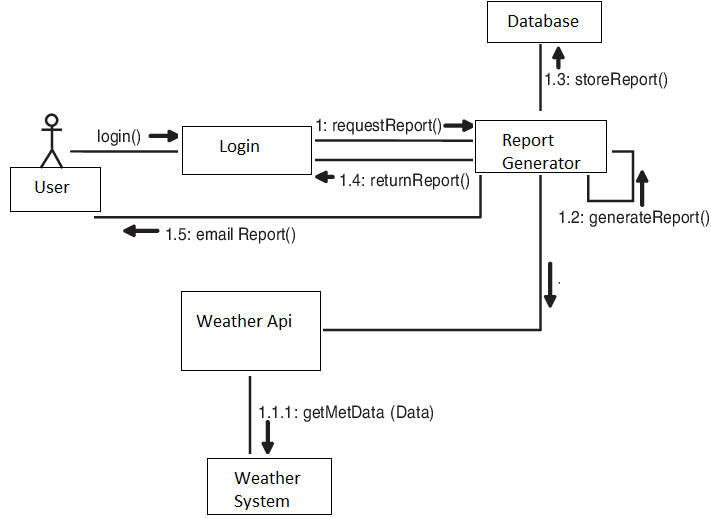 Database
1.3: storeReport()
login()
1: requestReport()
Login
Report
Generator
1.4: returnReport()
User
1.2: generateReport()
1.5: email Report()
.
Weather Api
1.1.1: getMetData (Data)
Weather
System